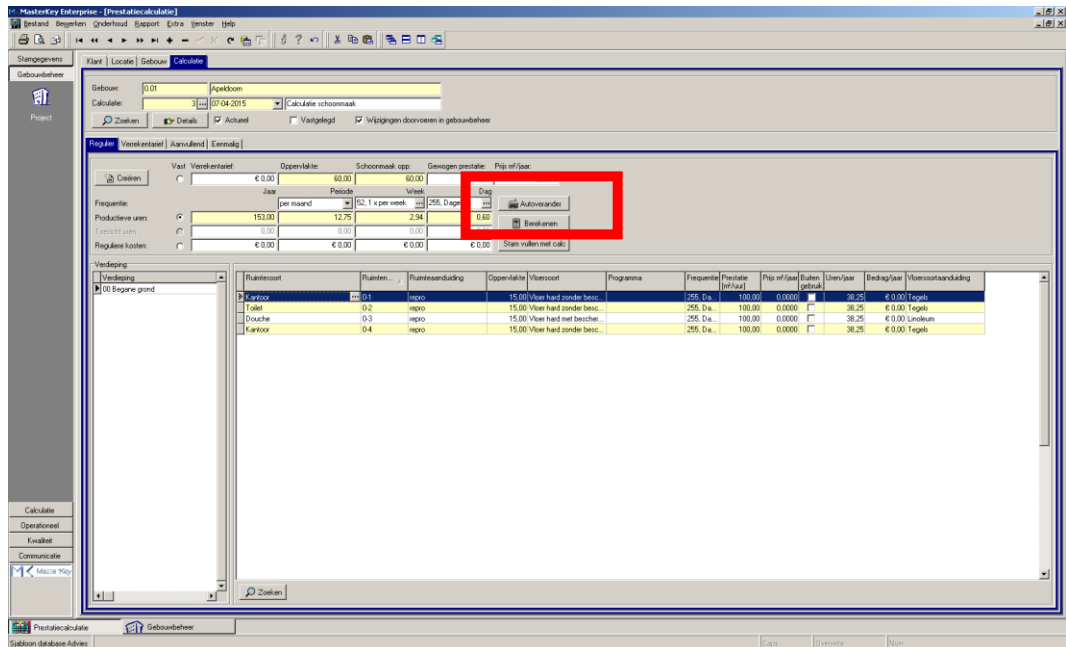 MasterKey Enterprise - [Prestatiecalculatie]
Bestand Bewerken Onderhoud Rapport Extra Venster Help
Stamgegevens
Gebouwbeheer
Project
Klant Locatie Gebouw Calculatie
Gebouw: 0.01 Apeldoorn
Calculatie: 3 ... 07-04-2015 Calculatie schoonmaak
Zoeken Details Actueel Vastgelegd Wijzigingen doorvoeren in gebouwbeheer
Regulier Verrekentarief Aanvullend Eenmalig
Vast Verrekentarief: Oppervlakte: Schoonmaak opp: Gewogen prestatie: Prijs m²/jaar:
Creëren € 0,00 60,00 60,00
Jaar Periode Week Dag
Frequentie: per maand 52, 1 x per week ... 255, Dage ... Autoverander
Productieve uren: 153,00 12,75 2,94 0,60 Berekenen
Toezicht uren: 0,00 0,00 0,00 0,00
Reguliere kosten: € 0,00 € 0,00 € 0,00 € 0,00 Stam vullen met calc
Verdieping
Verdieping
00 Begane grond
Ruimtesoort Ruimten... Ruimteaanduiding Oppervlakte Vloersoort Programma Frequentie Prestatie [m²/uur] Prijs m²/jaar Buiten gebruik Uren/jaar Bedrag/jaar Vloersoortaanduiding
Kantoor ... 0-1 repro 15,00 Vloer hard zonder besc... 255, Da... 100,00 0,0000 38,25 € 0,00 Tegels
Toilet 0-2 repro 15,00 Vloer hard zonder besc... 255, Da... 100,00 0,0000 38,25 € 0,00 Tegels
Douche 0-3 repro 15,00 Vloer hard met bescher... 255, Da... 100,00 0,0000 38,25 € 0,00 Linoleum
Kantoor 0-4 repro 15,00 Vloer hard zonder besc... 255, Da... 100,00 0,0000 38,25 € 0,00 Tegels
Calculatie
Operationeel
Kwaliteit
Communicatie
MasterKey
Zoeken
Prestatiecalculatie Gebouwbeheer
Sjabloon database Advies Caps Overwrite Num